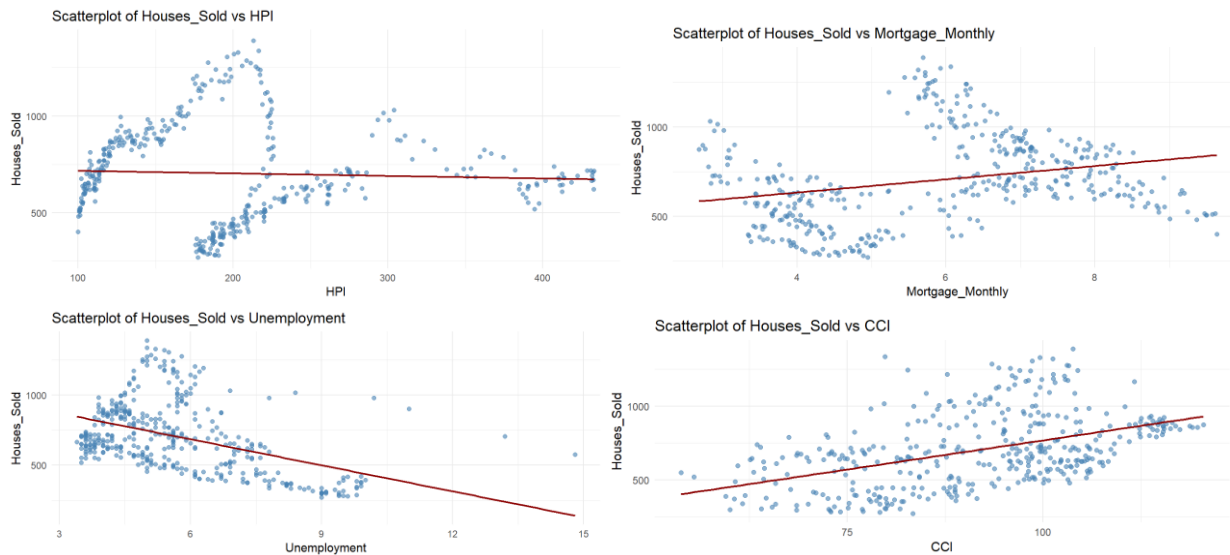 Scatterplot of Houses_Sold vs HPI
Houses_Sold
1000
500
100
200
300
400
HPI
Scatterplot of Houses_Sold vs Mortgage_Monthly
Houses_Sold
1000
500
4
6
8
Mortgage_Monthly
Scatterplot of Houses_Sold vs Unemployment
Houses_Sold
1000
500
3
6
9
12
15
Unemployment
Scatterplot of Houses_Sold vs CCI
Houses_Sold
1000
500
75
100
CCI